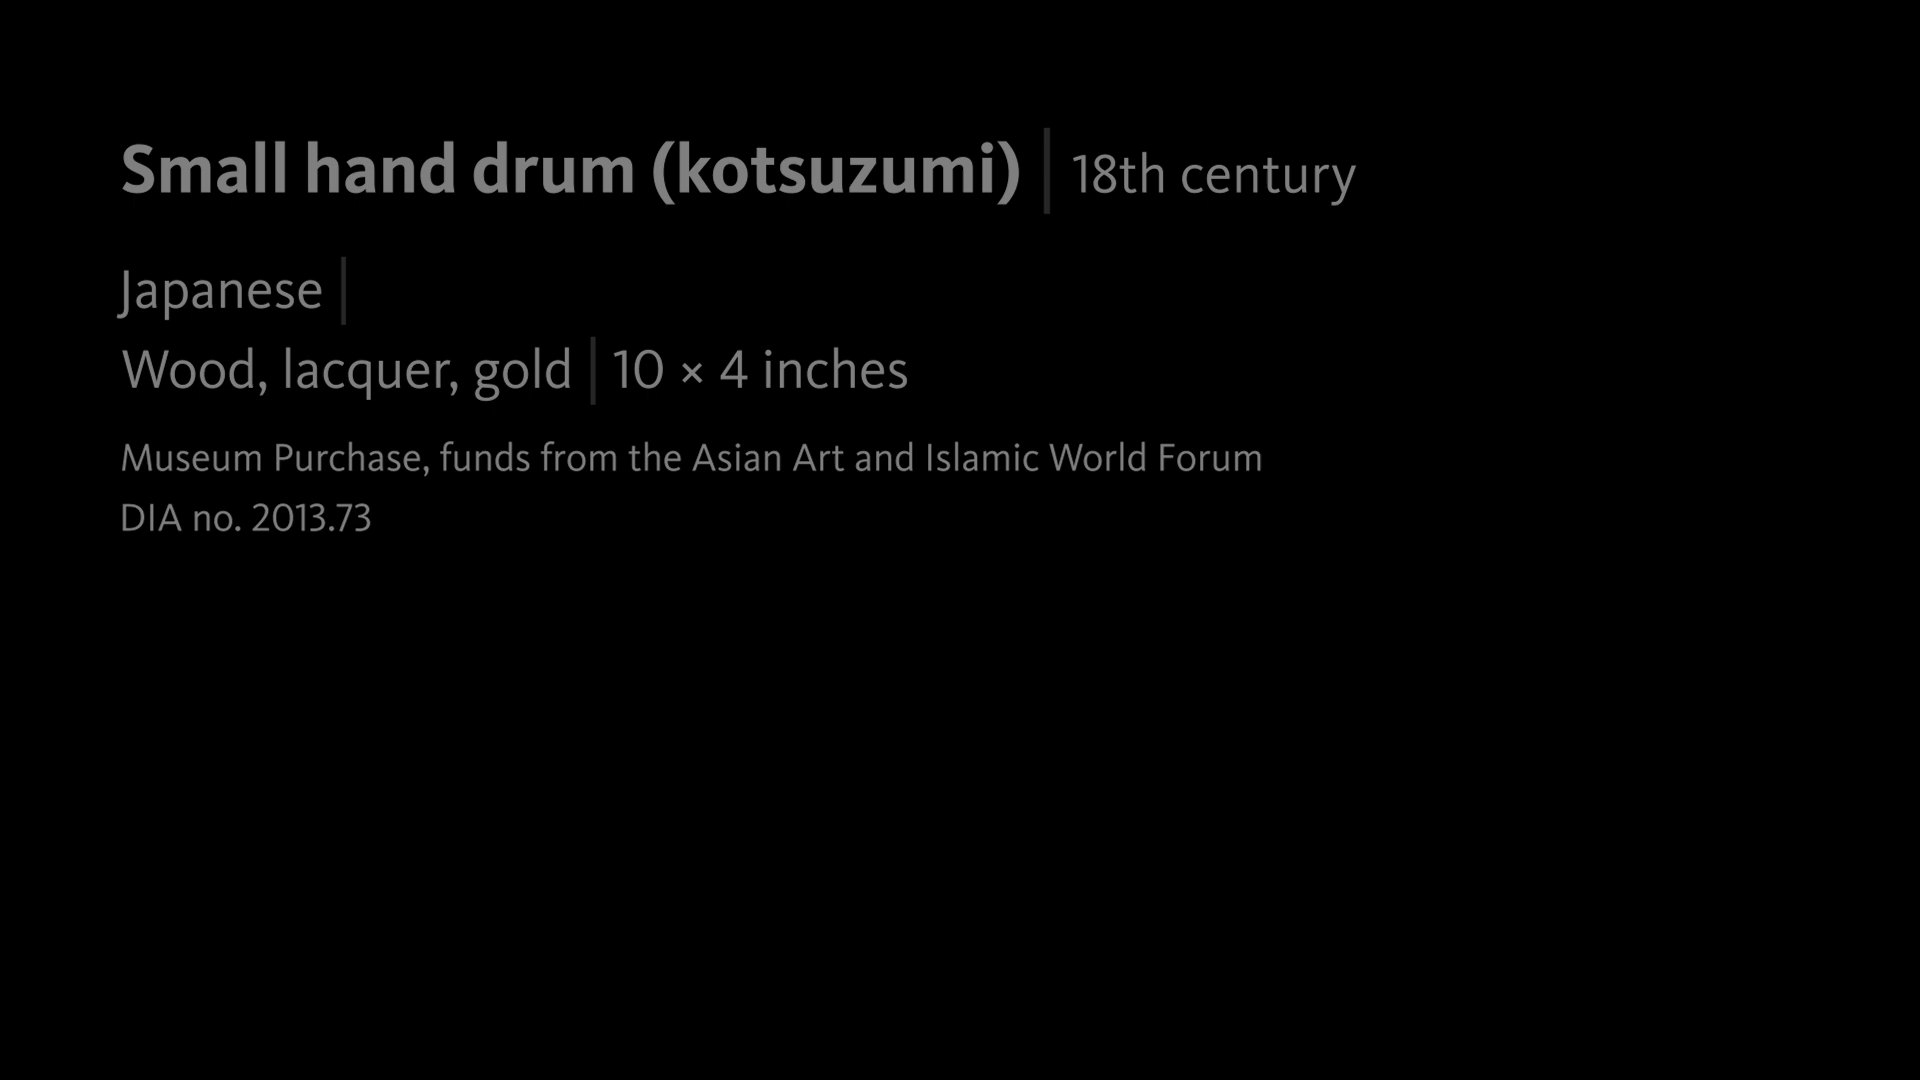 Small hand drum (kotsuzumi) | 18th century
Japanese |
Wood, lacquer, gold | 10 × 4 inches
Museum Purchase, funds from the Asian Art and Islamic World Forum
DIA no. 2013.73